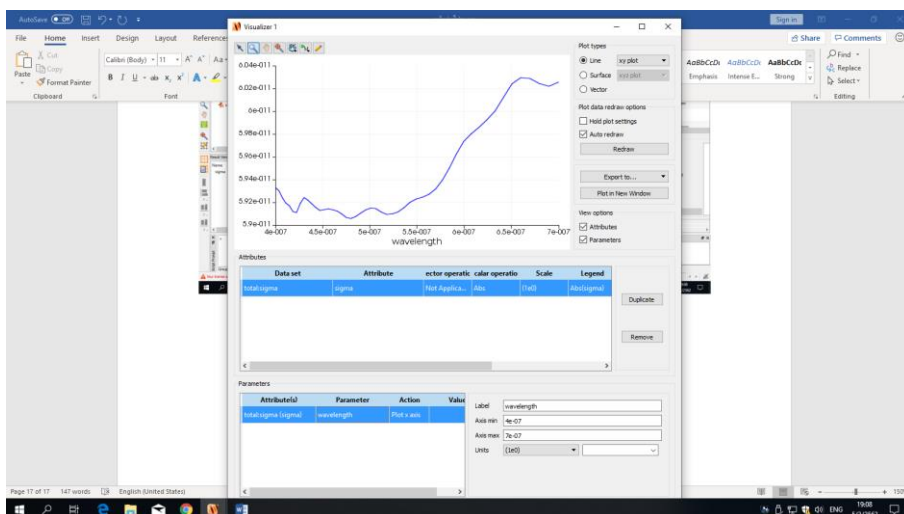 AutoSave Off
Visualizer 1
Sign in
File Home Insert Design Layout Reference
Share Comments
Cut
Copy
Paste
Format Painter
Clipboard
Calibri (Body) 11 A^ A˅ Aa
B I U ab x₂ x²
Font
AaBbCcDc AaBbCcDc AaBbCcDc
Emphasis Intense E... Strong
Find
Replace
Select
Editing
6.04e-011
6.02e-011
6e-011
5.98e-011
5.96e-011
5.94e-011
5.92e-011
5.9e-011
4e-007 4.5e-007 5e-007 5.5e-007 6e-007 6.5e-007 7e-007
wavelength
Plot types
Line xy plot
Surface
Vector
Plot data redraw options
Hold plot settings
Auto redraw
Redraw
Export to...
Plot in New Window
View options
Attributes
Parameters
Attributes
Data set Attribute ector operatic calar operatio Scale Legend
total:sigma sigma Not Applica... Abs (1e0) Abs(sigma)
Duplicate
Remove
Parameters
Attribute(s) Parameter Action Value
total:sigma (sigma) wavelength Plot x axis
Label wavelength
Axis min 4e-07
Axis max 7e-07
Units (1e0)
Page 17 of 17 147 words English (United States)
ENG 19:08